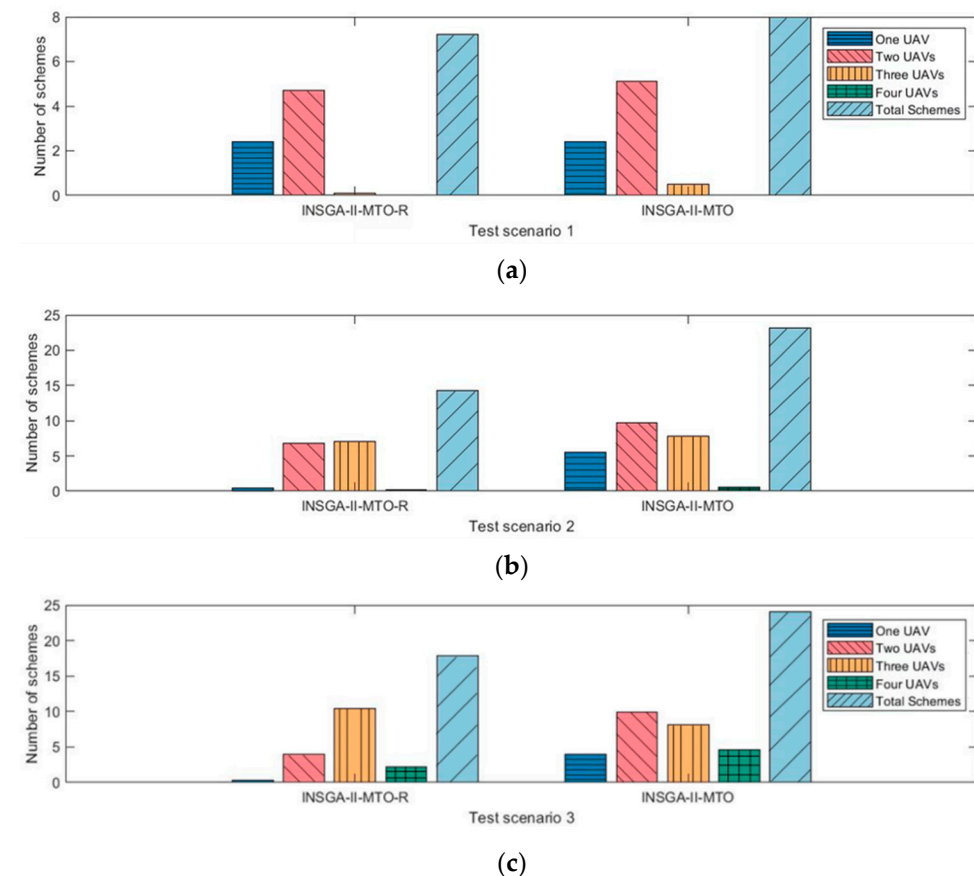 8
6
4
2
0
Number of schemes
One UAV
Two UAVs
Three UAVs
Four UAVs
Total Schemes
INSGA-II-MTO-R
INSGA-II-MTO
Test scenario 1
(a)
25
20
15
10
5
0
Number of schemes
INSGA-II-MTO-R
INSGA-II-MTO
Test scenario 2
(b)
25
20
15
10
5
0
Number of schemes
One UAV
Two UAVs
Three UAVs
Four UAVs
Total Schemes
INSGA-II-MTO-R
INSGA-II-MTO
Test scenario 3
(c)